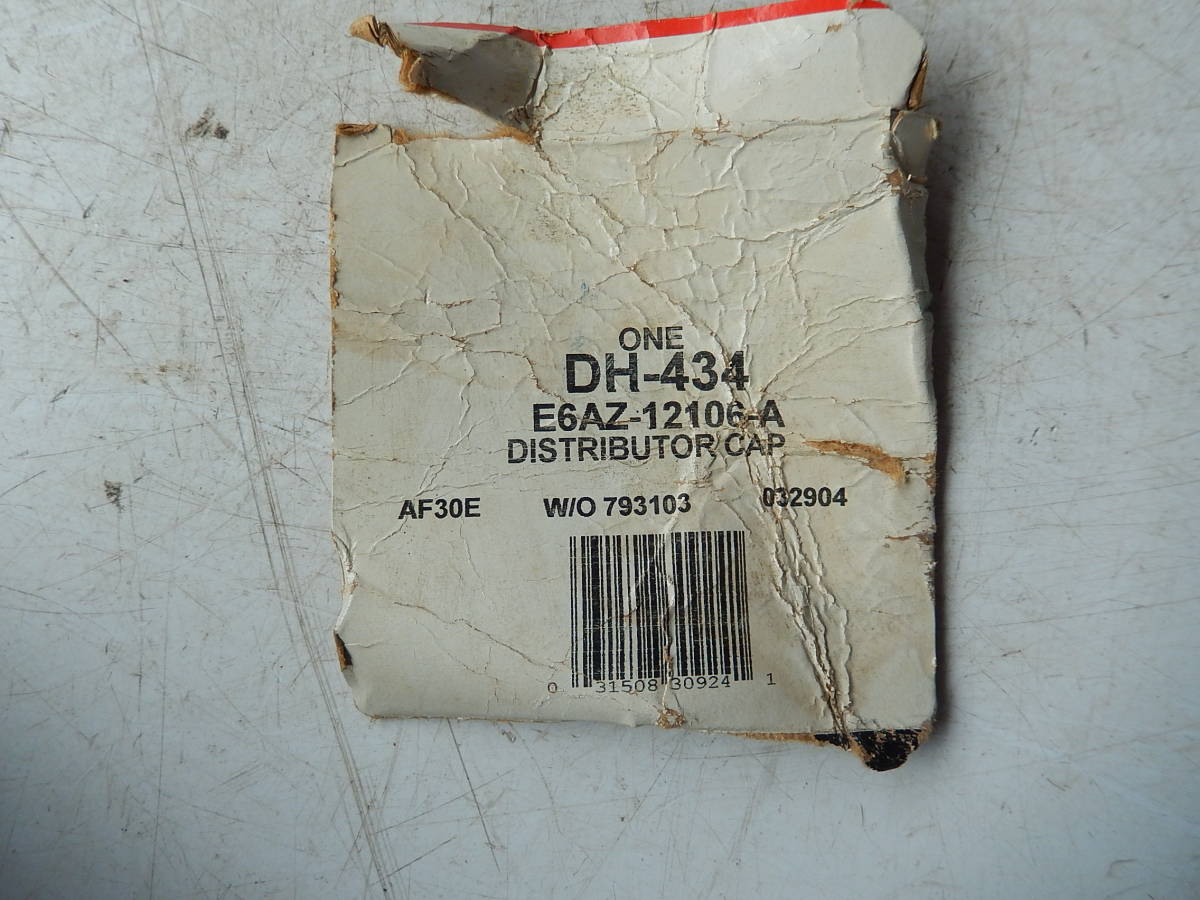 ONE
DH-434
E6AZ-12106-A
DISTRIBUTOR CAP
AF30E W/O 793103 032904
0 31508 30924 1